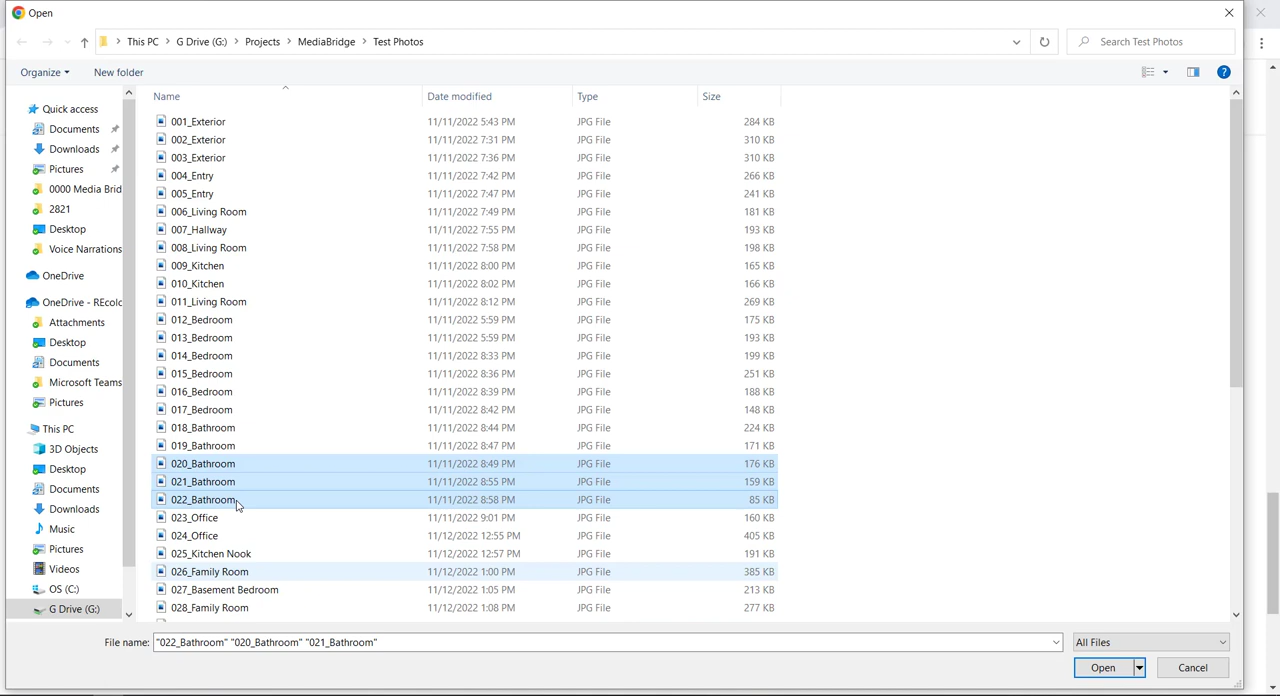 Open
This PC > G Drive (G:) > Projects > MediaBridge > Test Photos
Search Test Photos
Organize
New folder
Name
Date modified
Type
Size
Quick access
Documents
Downloads
Pictures
0000 Media Brid
2821
Desktop
Voice Narrations
OneDrive
OneDrive - REcolo
Attachments
Desktop
Documents
Microsoft Teams
Pictures
This PC
3D Objects
Desktop
Documents
Downloads
Music
Pictures
Videos
OS (C:)
G Drive (G:)
001_Exterior 11/11/2022 5:43 PM JPG File 284 KB
002_Exterior 11/11/2022 7:31 PM JPG File 310 KB
003_Exterior 11/11/2022 7:36 PM JPG File 310 KB
004_Entry 11/11/2022 7:42 PM JPG File 266 KB
005_Entry 11/11/2022 7:47 PM JPG File 241 KB
006_Living Room 11/11/2022 7:49 PM JPG File 181 KB
007_Hallway 11/11/2022 7:55 PM JPG File 193 KB
008_Living Room 11/11/2022 7:58 PM JPG File 198 KB
009_Kitchen 11/11/2022 8:00 PM JPG File 165 KB
010_Kitchen 11/11/2022 8:02 PM JPG File 166 KB
011_Living Room 11/11/2022 8:12 PM JPG File 269 KB
012_Bedroom 11/11/2022 5:59 PM JPG File 175 KB
013_Bedroom 11/11/2022 5:59 PM JPG File 193 KB
014_Bedroom 11/11/2022 8:33 PM JPG File 199 KB
015_Bedroom 11/11/2022 8:36 PM JPG File 251 KB
016_Bedroom 11/11/2022 8:39 PM JPG File 188 KB
017_Bedroom 11/11/2022 8:42 PM JPG File 148 KB
018_Bathroom 11/11/2022 8:44 PM JPG File 224 KB
019_Bathroom 11/11/2022 8:47 PM JPG File 171 KB
020_Bathroom 11/11/2022 8:49 PM JPG File 176 KB
021_Bathroom 11/11/2022 8:55 PM JPG File 159 KB
022_Bathroom 11/11/2022 8:58 PM JPG File 85 KB
023_Office 11/11/2022 9:01 PM JPG File 160 KB
024_Office 11/12/2022 12:55 PM JPG File 405 KB
025_Kitchen Nook 11/12/2022 12:57 PM JPG File 191 KB
026_Family Room 11/12/2022 1:00 PM JPG File 385 KB
027_Basement Bedroom 11/12/2022 1:05 PM JPG File 213 KB
028_Family Room 11/12/2022 1:08 PM JPG File 277 KB
File name: "022_Bathroom" "020_Bathroom" "021_Bathroom"
All Files
Open
Cancel